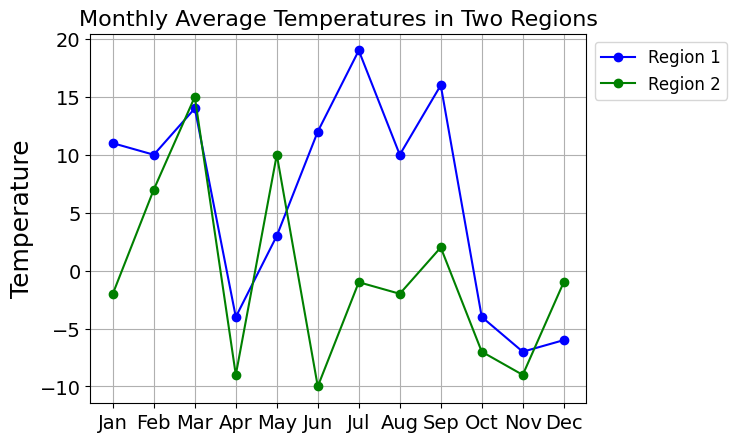 Monthly Average Temperatures in Two Regions
Region 1
Region 2
Temperature
20
15
10
5
0
−5
−10
Jan Feb Mar Apr May Jun Jul Aug Sep Oct Nov Dec